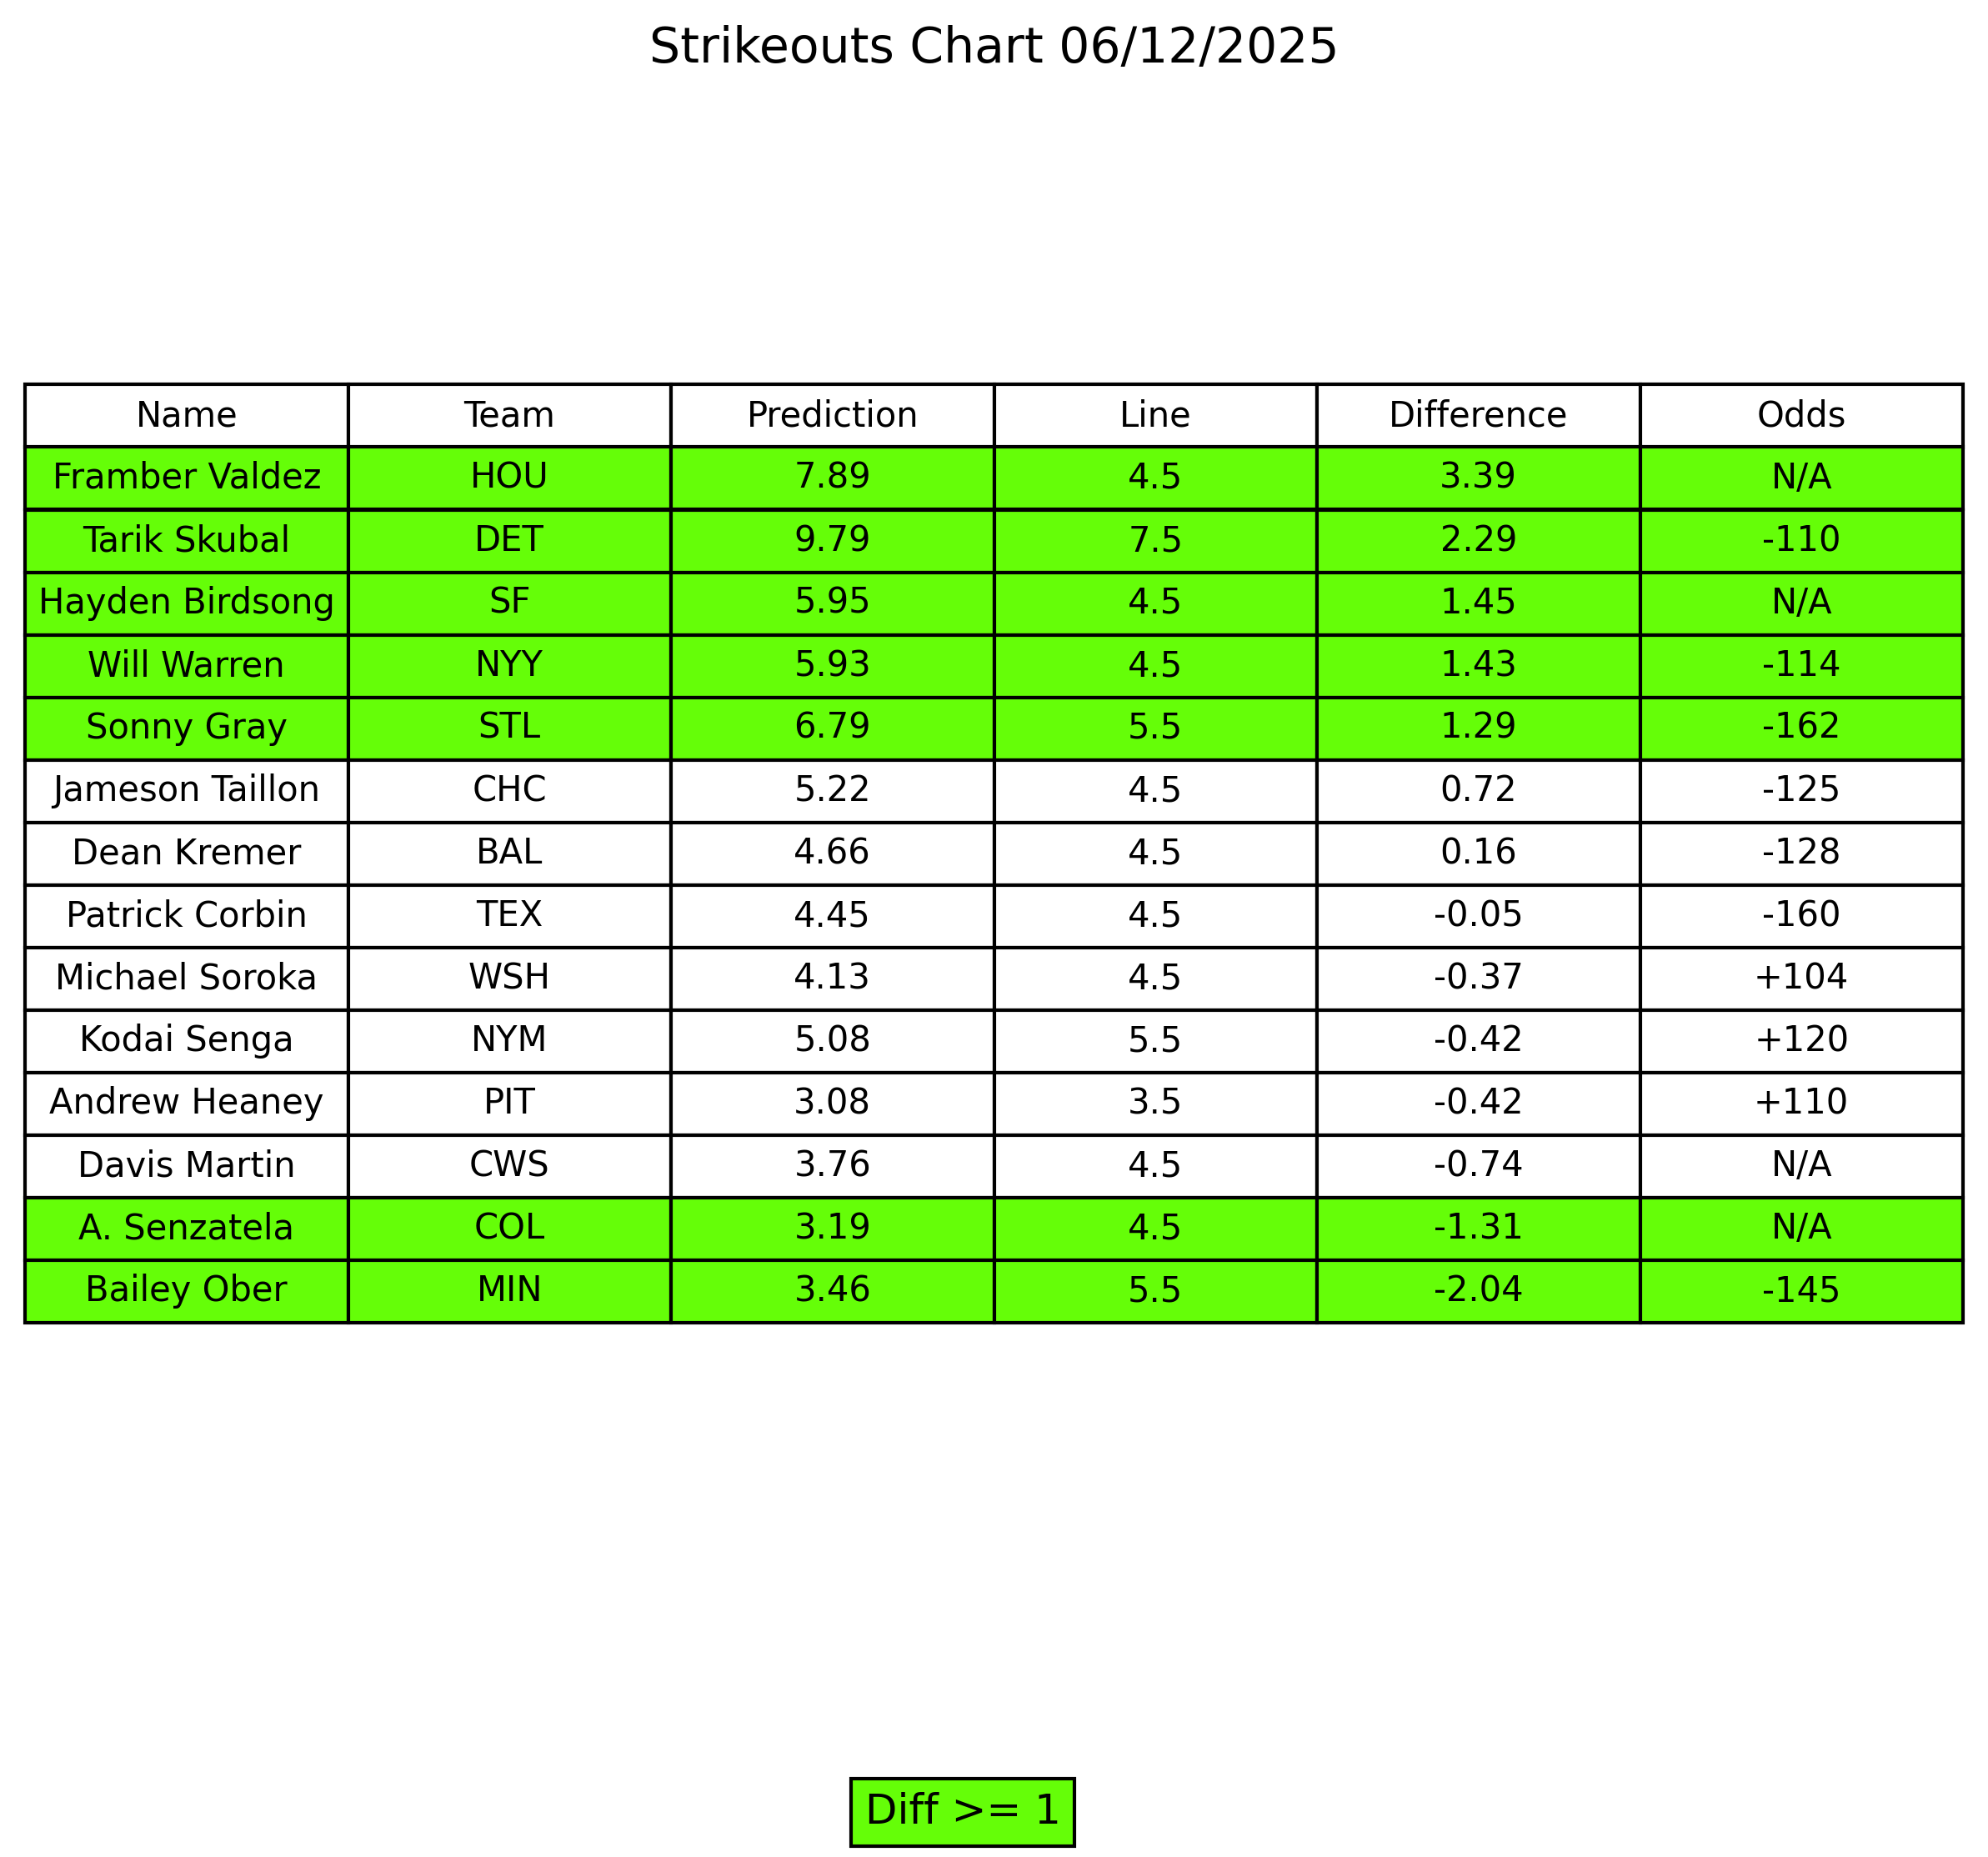 Strikeouts Chart 06/12/2025
Name Team Prediction Line Difference Odds
Framber Valdez HOU 7.89 4.5 3.39 N/A
Tarik Skubal DET 9.79 7.5 2.29 -110
Hayden Birdsong SF 5.95 4.5 1.45 N/A
Will Warren NYY 5.93 4.5 1.43 -114
Sonny Gray STL 6.79 5.5 1.29 -162
Jameson Taillon CHC 5.22 4.5 0.72 -125
Dean Kremer BAL 4.66 4.5 0.16 -128
Patrick Corbin TEX 4.45 4.5 -0.05 -160
Michael Soroka WSH 4.13 4.5 -0.37 +104
Kodai Senga NYM 5.08 5.5 -0.42 +120
Andrew Heaney PIT 3.08 3.5 -0.42 +110
Davis Martin CWS 3.76 4.5 -0.74 N/A
A. Senzatela COL 3.19 4.5 -1.31 N/A
Bailey Ober MIN 3.46 5.5 -2.04 -145
Diff >= 1